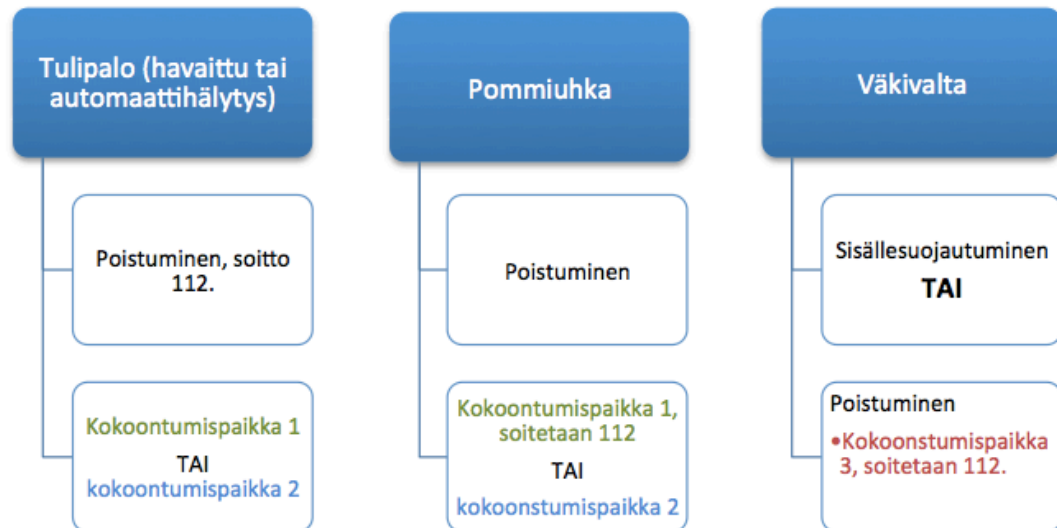 Tulipalo (havaittu tai
automaattihälytys)
Poistuminen, soitto
112.
Kokoontumispaikka 1
TAI
kokoontumispaikka 2
Pommiuhka
Poistuminen
Kokoontumispaikka 1,
soitetaan 112
TAI
kokoonstumispaikka 2
Väkivalta
Sisällesuojautuminen
TAI
Poistuminen
•Kokoonstumispaikka
3, soitetaan 112.